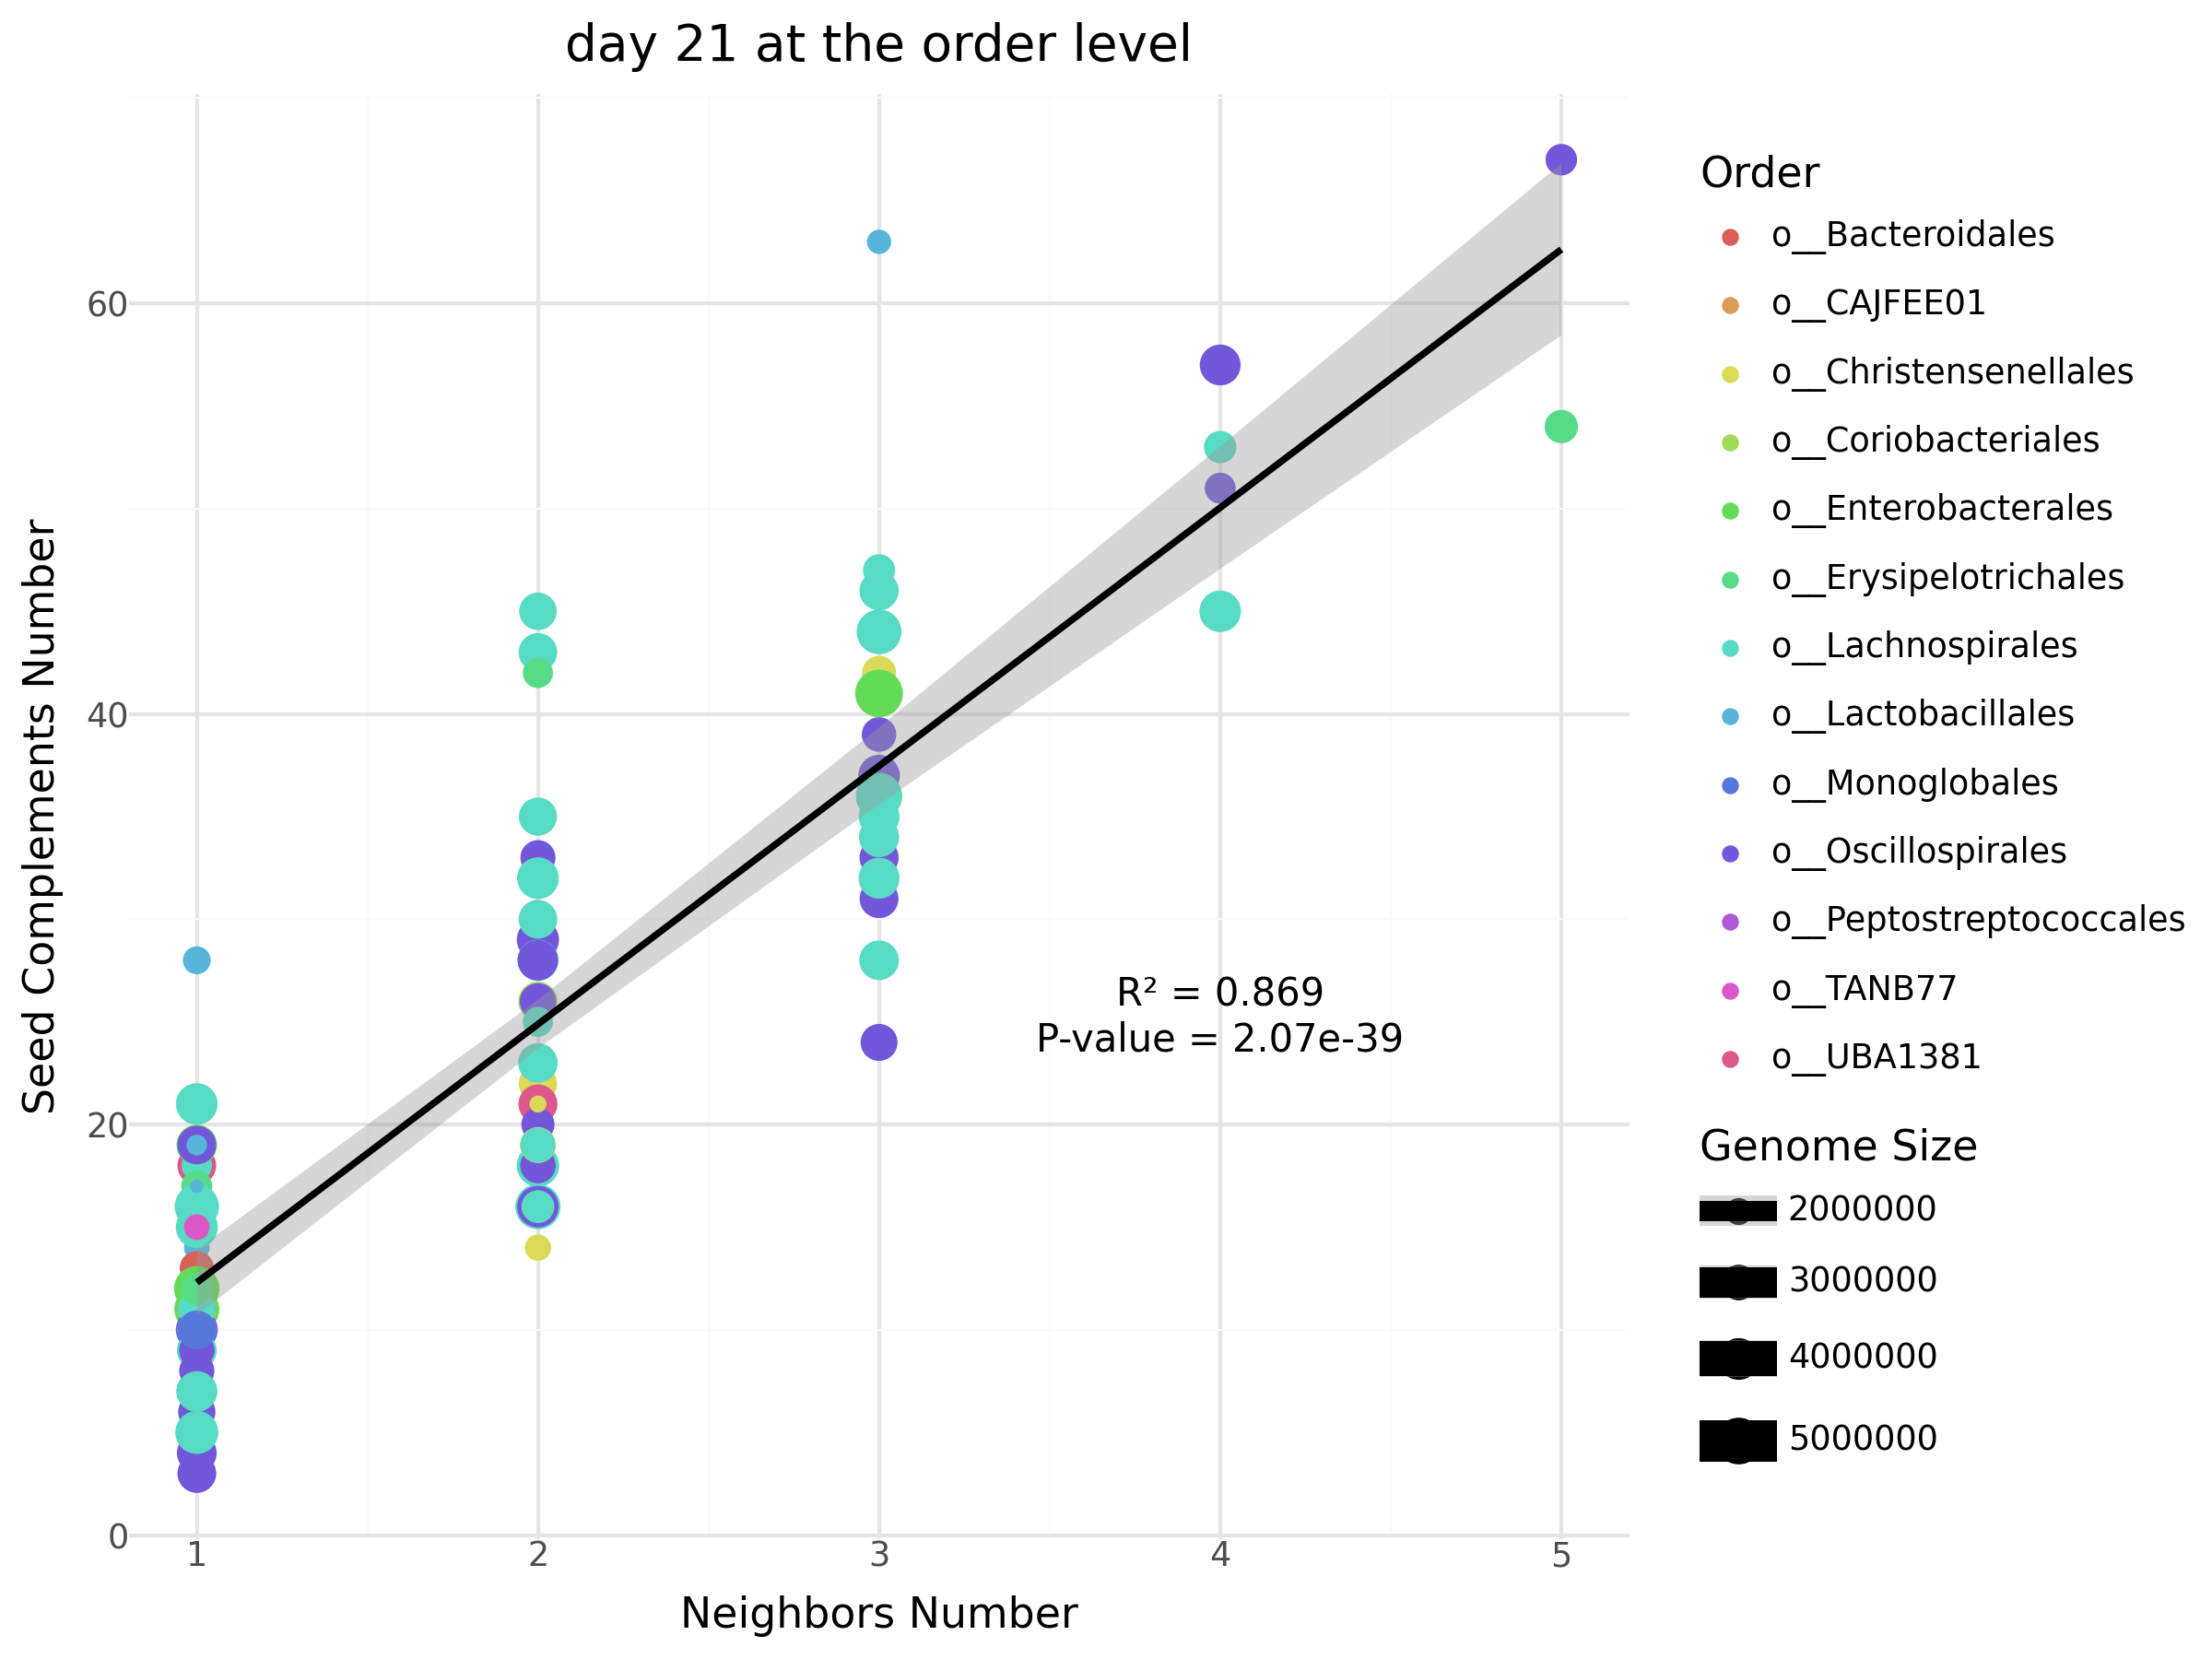 day 21 at the order level
Seed Complements Number
60
40
20
0
1
2
3
4
5
Neighbors Number
R² = 0.869
P-value = 2.07e-39
Order
o__Bacteroidales
o__CAJFEE01
o__Christensenellales
o__Coriobacteriales
o__Enterobacterales
o__Erysipelotrichales
o__Lachnospirales
o__Lactobacillales
o__Monoglobales
o__Oscillospirales
o__Peptostreptococcales
o__TANB77
o__UBA1381
Genome Size
2000000
3000000
4000000
5000000